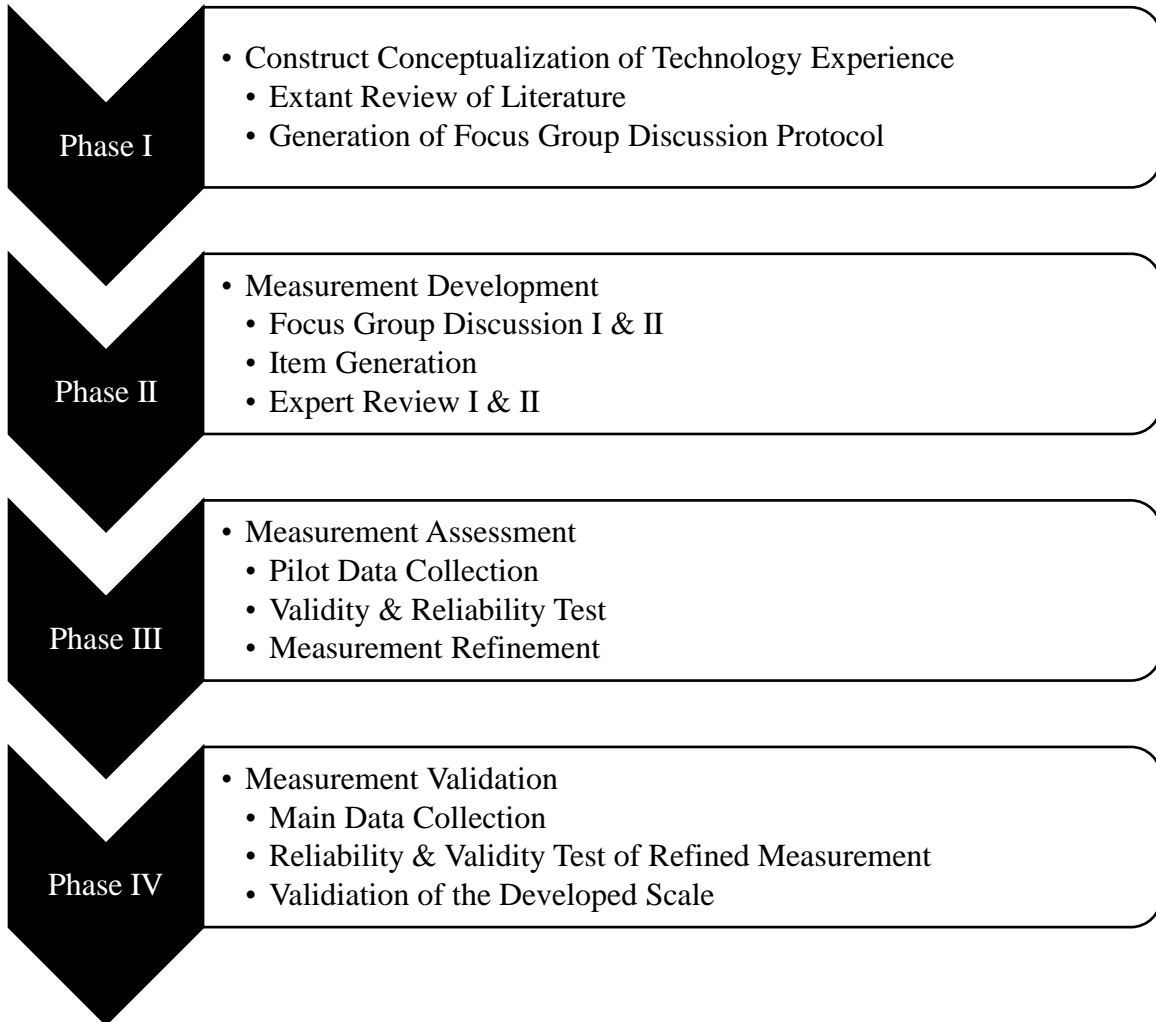 Phase I
• Construct Conceptualization of Technology Experience
• Extant Review of Literature
• Generation of Focus Group Discussion Protocol
Phase II
• Measurement Development
• Focus Group Discussion I & II
• Item Generation
• Expert Review I & II
Phase III
• Measurement Assessment
• Pilot Data Collection
• Validity & Reliability Test
• Measurement Refinement
Phase IV
• Measurement Validation
• Main Data Collection
• Reliability & Validity Test of Refined Measurement
• Validiation of the Developed Scale